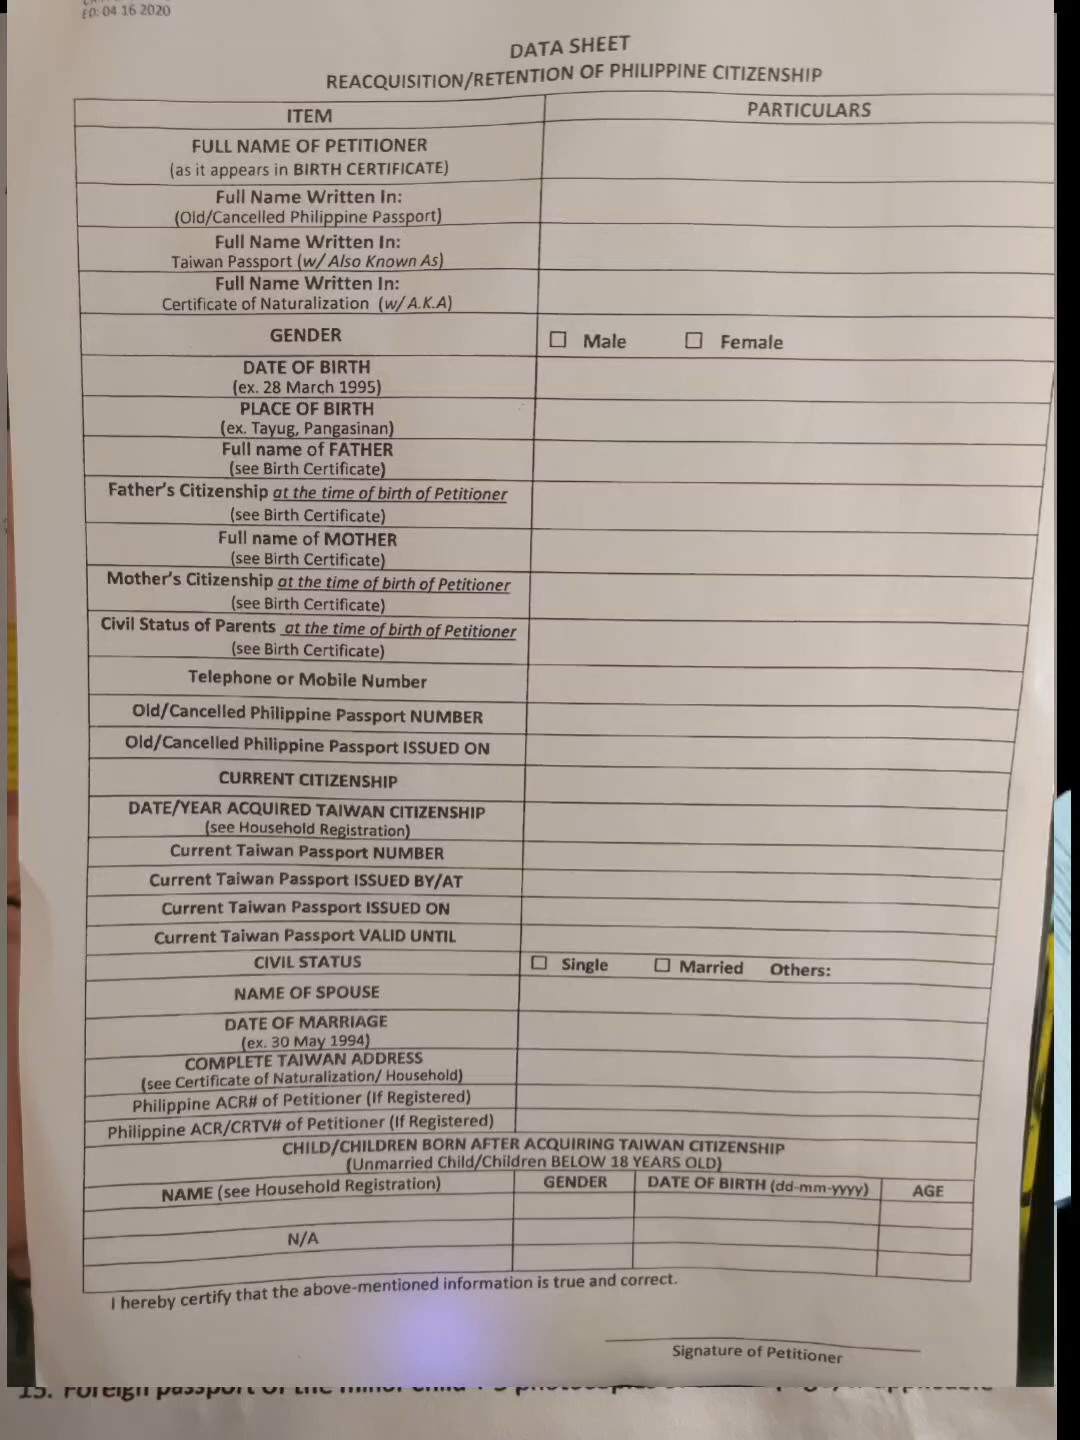 ED: 04 16 2020
DATA SHEET
REACQUISITION/RETENTION OF PHILIPPINE CITIZENSHIP
ITEM PARTICULARS
FULL NAME OF PETITIONER
(as it appears in BIRTH CERTIFICATE)
Full Name Written In:
(Old/Cancelled Philippine Passport)
Full Name Written In:
Taiwan Passport (w/ Also Known As)
Full Name Written In:
Certificate of Naturalization (w/ A.K.A)
GENDER ☐ Male ☐ Female
DATE OF BIRTH
(ex. 28 March 1995)
PLACE OF BIRTH
(ex. Tayug, Pangasinan)
Full name of FATHER
(see Birth Certificate)
Father's Citizenship at the time of birth of Petitioner
(see Birth Certificate)
Full name of MOTHER
(see Birth Certificate)
Mother's Citizenship at the time of birth of Petitioner
(see Birth Certificate)
Civil Status of Parents at the time of birth of Petitioner
(see Birth Certificate)
Telephone or Mobile Number
Old/Cancelled Philippine Passport NUMBER
Old/Cancelled Philippine Passport ISSUED ON
CURRENT CITIZENSHIP
DATE/YEAR ACQUIRED TAIWAN CITIZENSHIP
(see Household Registration)
Current Taiwan Passport NUMBER
Current Taiwan Passport ISSUED BY/AT
Current Taiwan Passport ISSUED ON
Current Taiwan Passport VALID UNTIL
CIVIL STATUS ☐ Single ☐ Married Others:
NAME OF SPOUSE
DATE OF MARRIAGE
(ex. 30 May 1994)
COMPLETE TAIWAN ADDRESS
(see Certificate of Naturalization/ Household)
Philippine ACR# of Petitioner (If Registered)
Philippine ACR/CRTV# of Petitioner (If Registered)
CHILD/CHILDREN BORN AFTER ACQUIRING TAIWAN CITIZENSHIP
(Unmarried Child/Children BELOW 18 YEARS OLD)
NAME (see Household Registration) GENDER DATE OF BIRTH (dd-mm-yyyy) AGE
N/A
I hereby certify that the above-mentioned information is true and correct.
Signature of Petitioner
15. Foreign passport of the minor child